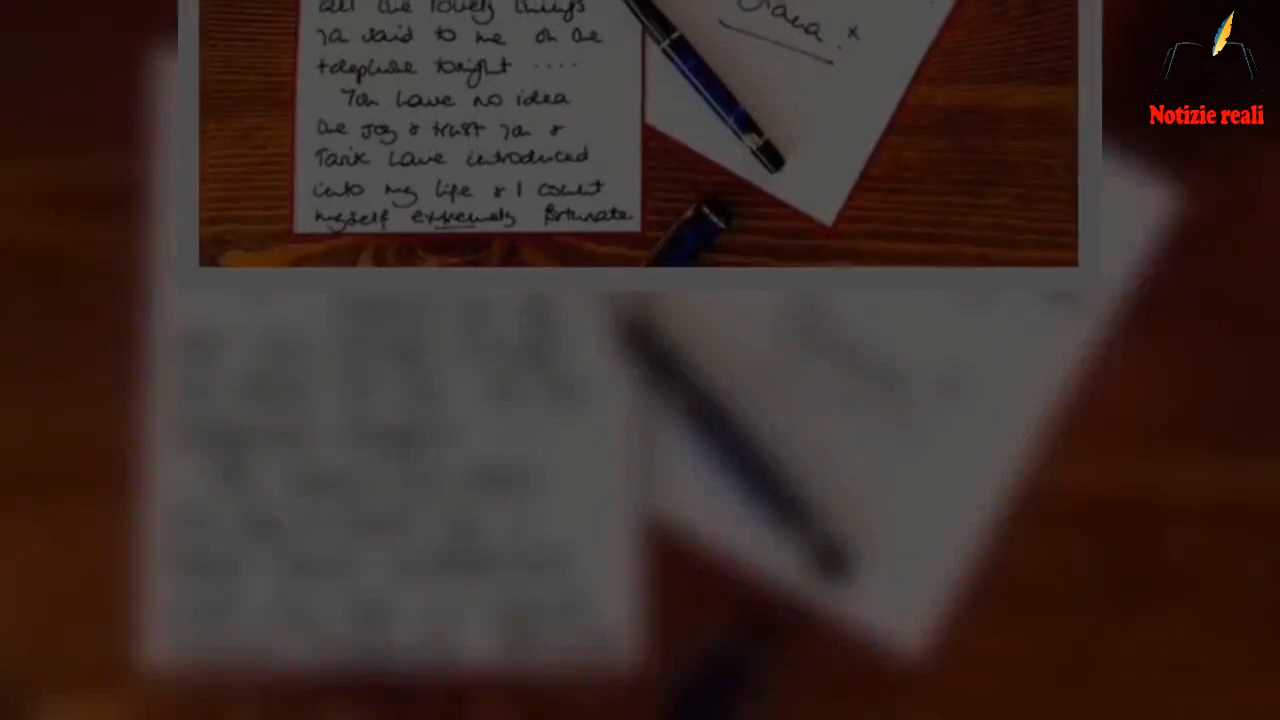 all the lovely things
You said to me on the
telephone tonight ....
You have no idea
the joy & trust you &
Tarik have introduced
into my life & I count
myself extremely fortunate
Diana. x
Notizie reali